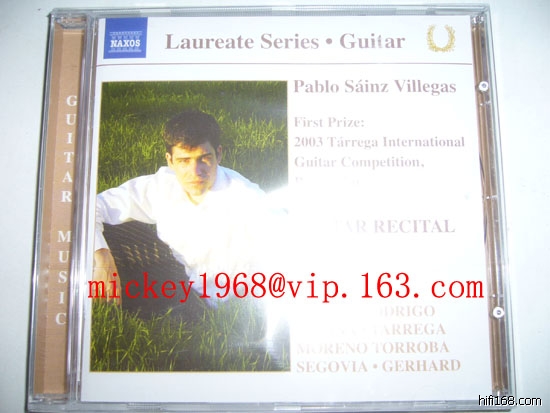 NAXOS
Laureate Series • Guitar
GUITAR MUSIC
Pablo Sáinz Villegas
First Prize:
2003 Tárrega International
Guitar Competition,
RECITAL
mickey1968@vip.163.com
TÁRREGA
MORENO TORROBA
SEGOVIA • GERHARD
hifi168.com